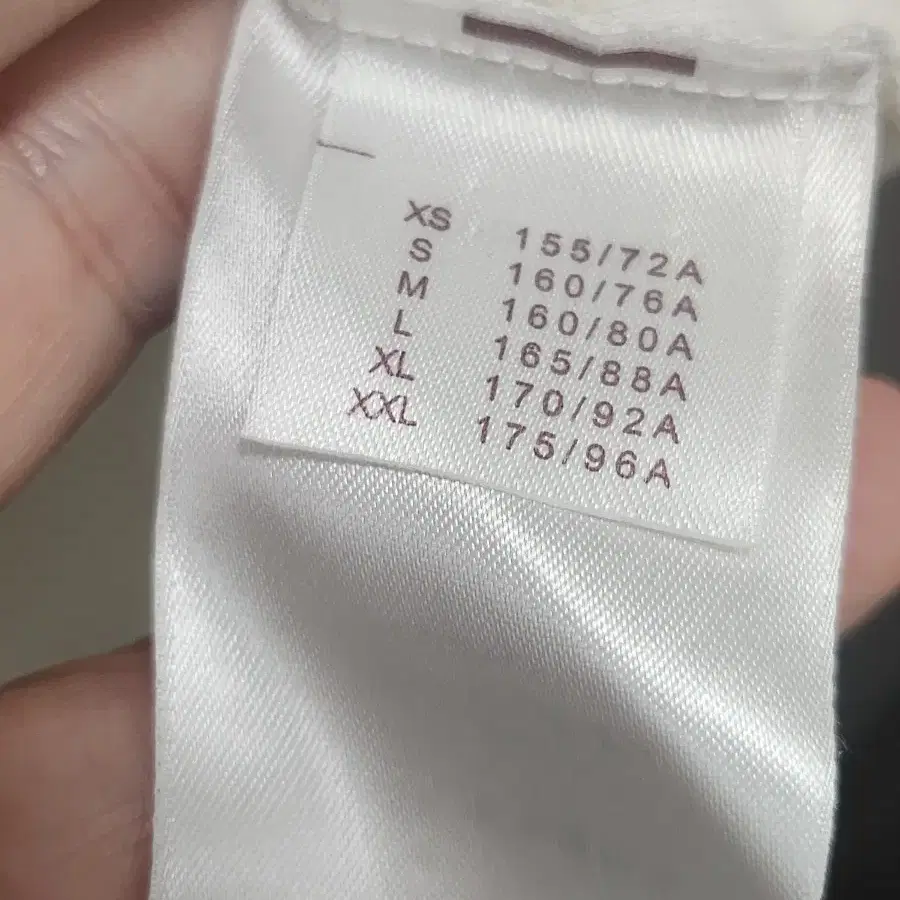 XS 155/72A
S 160/76A
M 160/80A
L 165/88A
XL 170/92A
XXL 175/96A